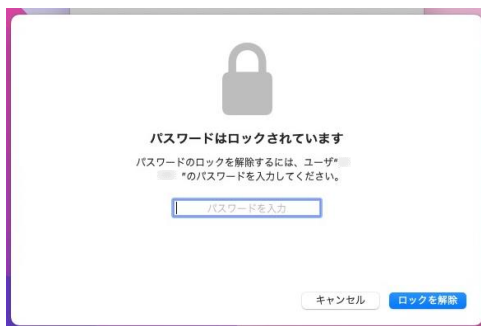 パスワードはロックされています
パスワードのロックを解除するには、ユーザ"
"のパスワードを入力してください。
パスワードを入力
キャンセル
ロックを解除